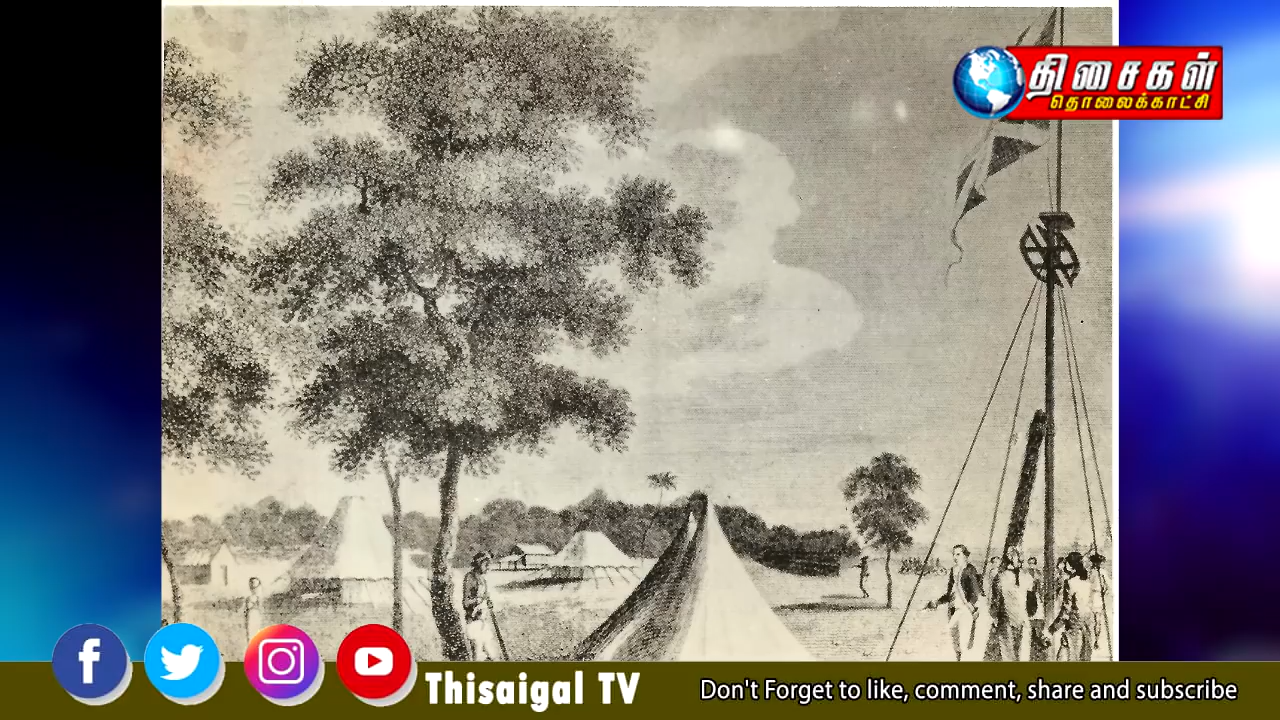 திசைகள்
தொலைக்காட்சி
Thisaigal TV
Don't Forget to like, comment, share and subscribe